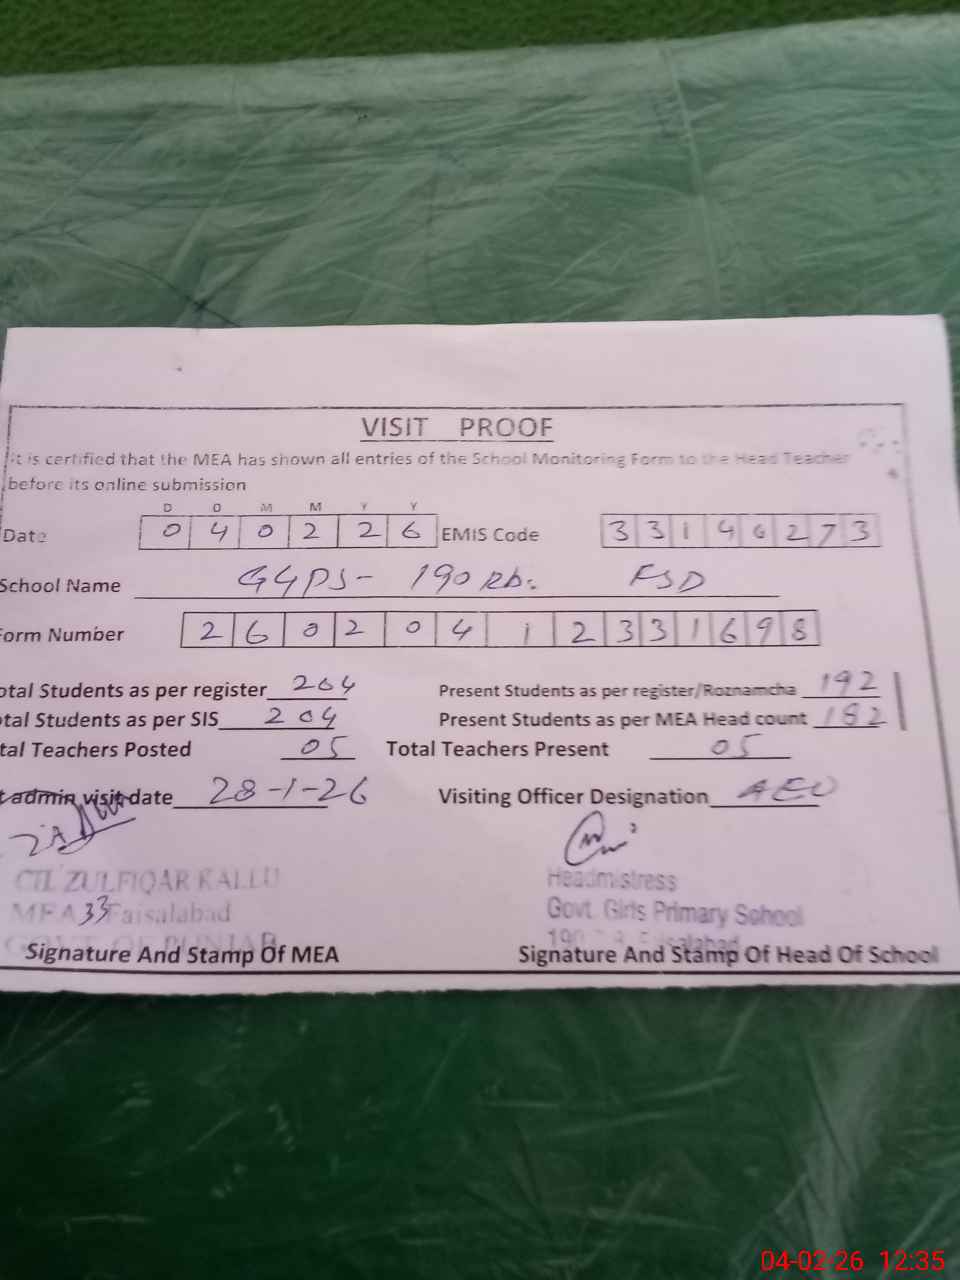 VISIT PROOF
It is certified that the MEA has shown all entries of the School Monitoring Form to the Head Teacher
before its online submission
D D M M Y Y
Date 0 4 0 2 2 6 EMIS Code 3 3 1 4 6 2 7 3
School Name GGPS- 190 Rb. FSD
Form Number 2 6 0 2 0 4 1 2 3 3 1 6 9 8
otal Students as per register 204 Present Students as per register/Roznamcha 192
otal Students as per SIS 204 Present Students as per MEA Head count 182
tal Teachers Posted 05 Total Teachers Present 05
t admin visit date 28-1-26 Visiting Officer Designation AEO
CTL ZULFIQAR KALLU Headmistress
MEA 33 Faisalabad Govt. Girls Primary School
GOVT. OF PUNJAB 190 Faisalabad
Signature And Stamp Of MEA Signature And Stamp Of Head Of School
04-02-26 12:35